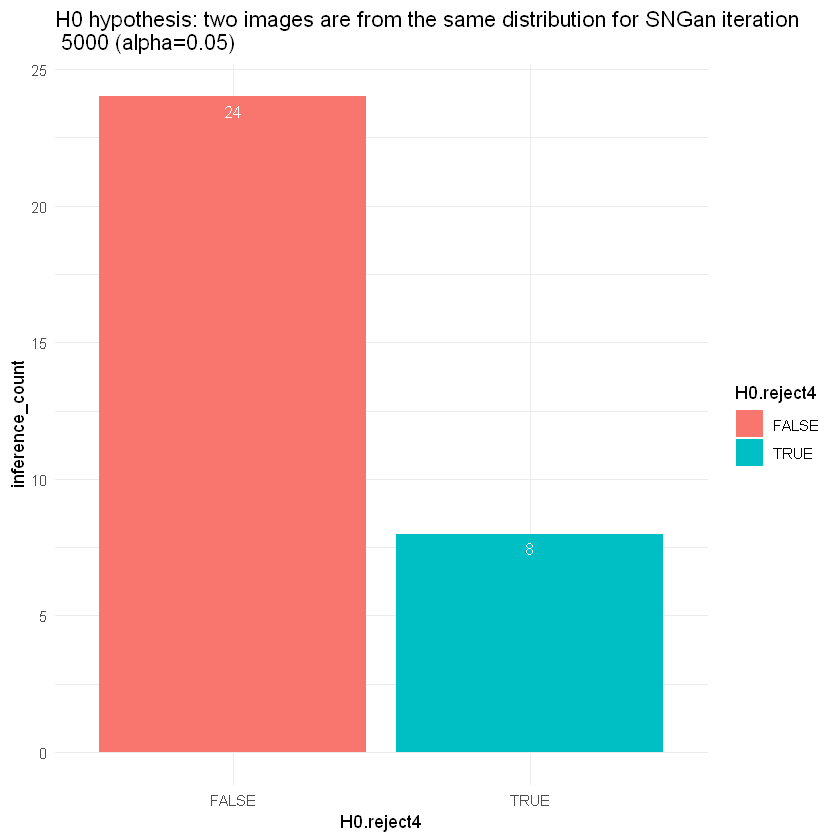 H0 hypothesis: two images are from the same distribution for SNGan iteration
5000 (alpha=0.05)
25
20
15
10
5
0
inference_count
24
8
FALSE
TRUE
H0.reject4
H0.reject4
FALSE
TRUE